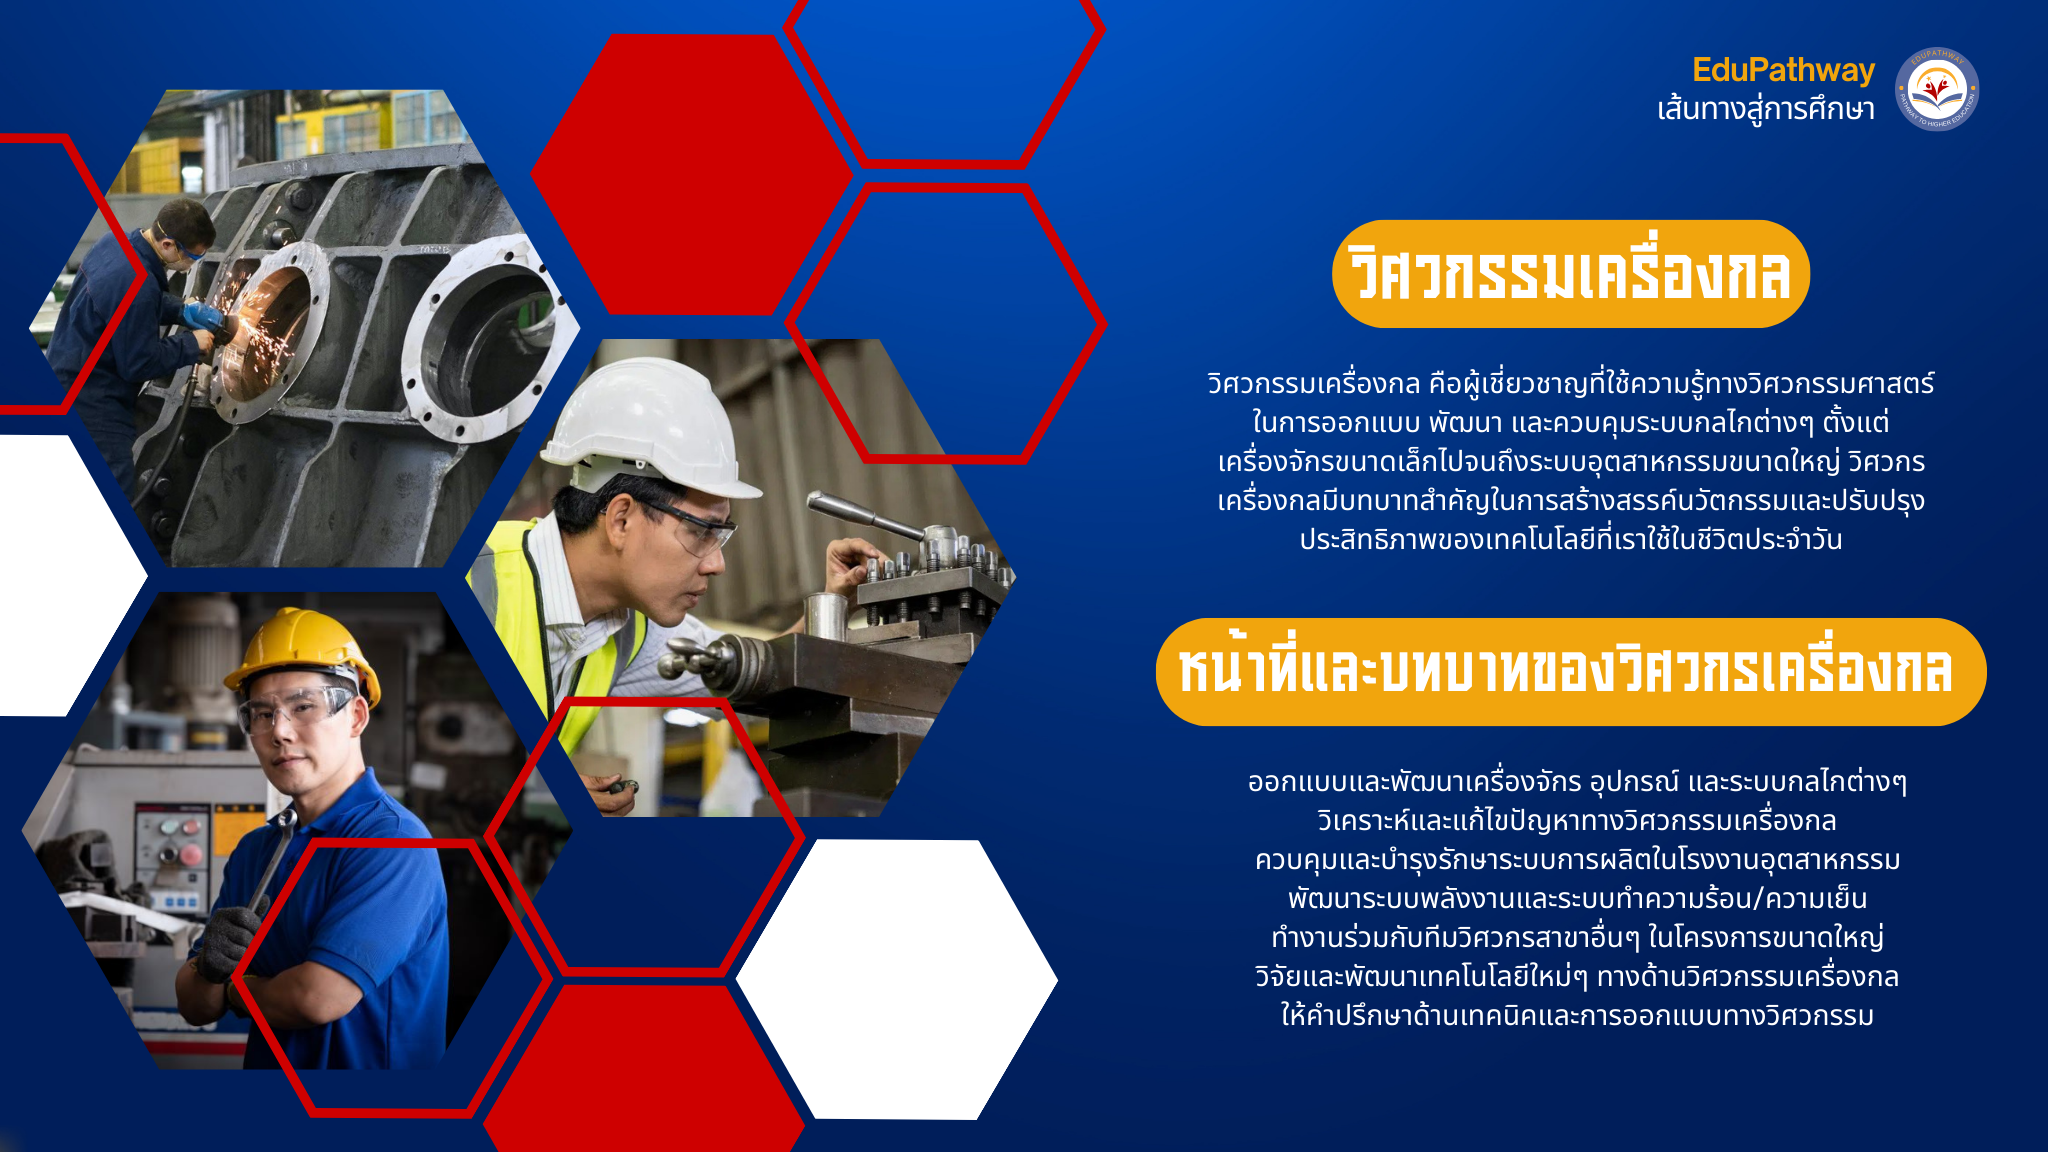 EduPathway
เส้นทางสู่การศึกษา
EDUPATHWAY
PATHWAY TO HIGHER EDUCATION
วิศวกรรมเครื่องกล
วิศวกรรมเครื่องกล คือผู้เชี่ยวชาญที่ใช้ความรู้ทางวิศวกรรมศาสตร์
ในการออกแบบ พัฒนา และควบคุมระบบกลไกต่างๆ ตั้งแต่
เครื่องจักรขนาดเล็กไปจนถึงระบบอุตสาหกรรมขนาดใหญ่ วิศวกร
เครื่องกลมีบทบาทสำคัญในการสร้างสรรค์นวัตกรรมและปรับปรุง
ประสิทธิภาพของเทคโนโลยีที่เราใช้ในชีวิตประจำวัน
หน้าที่และบทบาทของวิศวกรเครื่องกล
ออกแบบและพัฒนาเครื่องจักร อุปกรณ์ และระบบกลไกต่างๆ
วิเคราะห์และแก้ไขปัญหาทางวิศวกรรมเครื่องกล
ควบคุมและบำรุงรักษาระบบการผลิตในโรงงานอุตสาหกรรม
พัฒนาระบบพลังงานและระบบทำความร้อน/ความเย็น
ทำงานร่วมกับทีมวิศวกรสาขาอื่นๆ ในโครงการขนาดใหญ่
วิจัยและพัฒนาเทคโนโลยีใหม่ๆ ทางด้านวิศวกรรมเครื่องกล
ให้คำปรึกษาด้านเทคนิคและการออกแบบทางวิศวกรรม